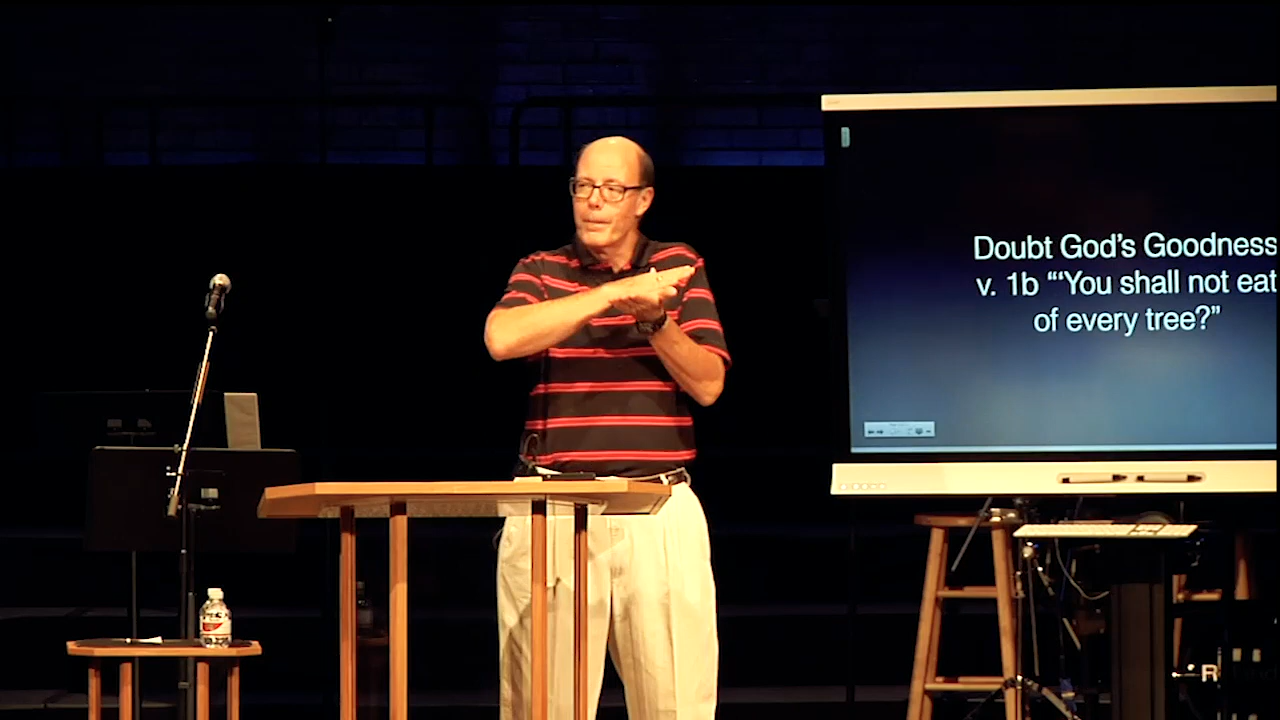 Doubt God's Goodness
v. 1b “‘You shall not eat
of every tree?”
R